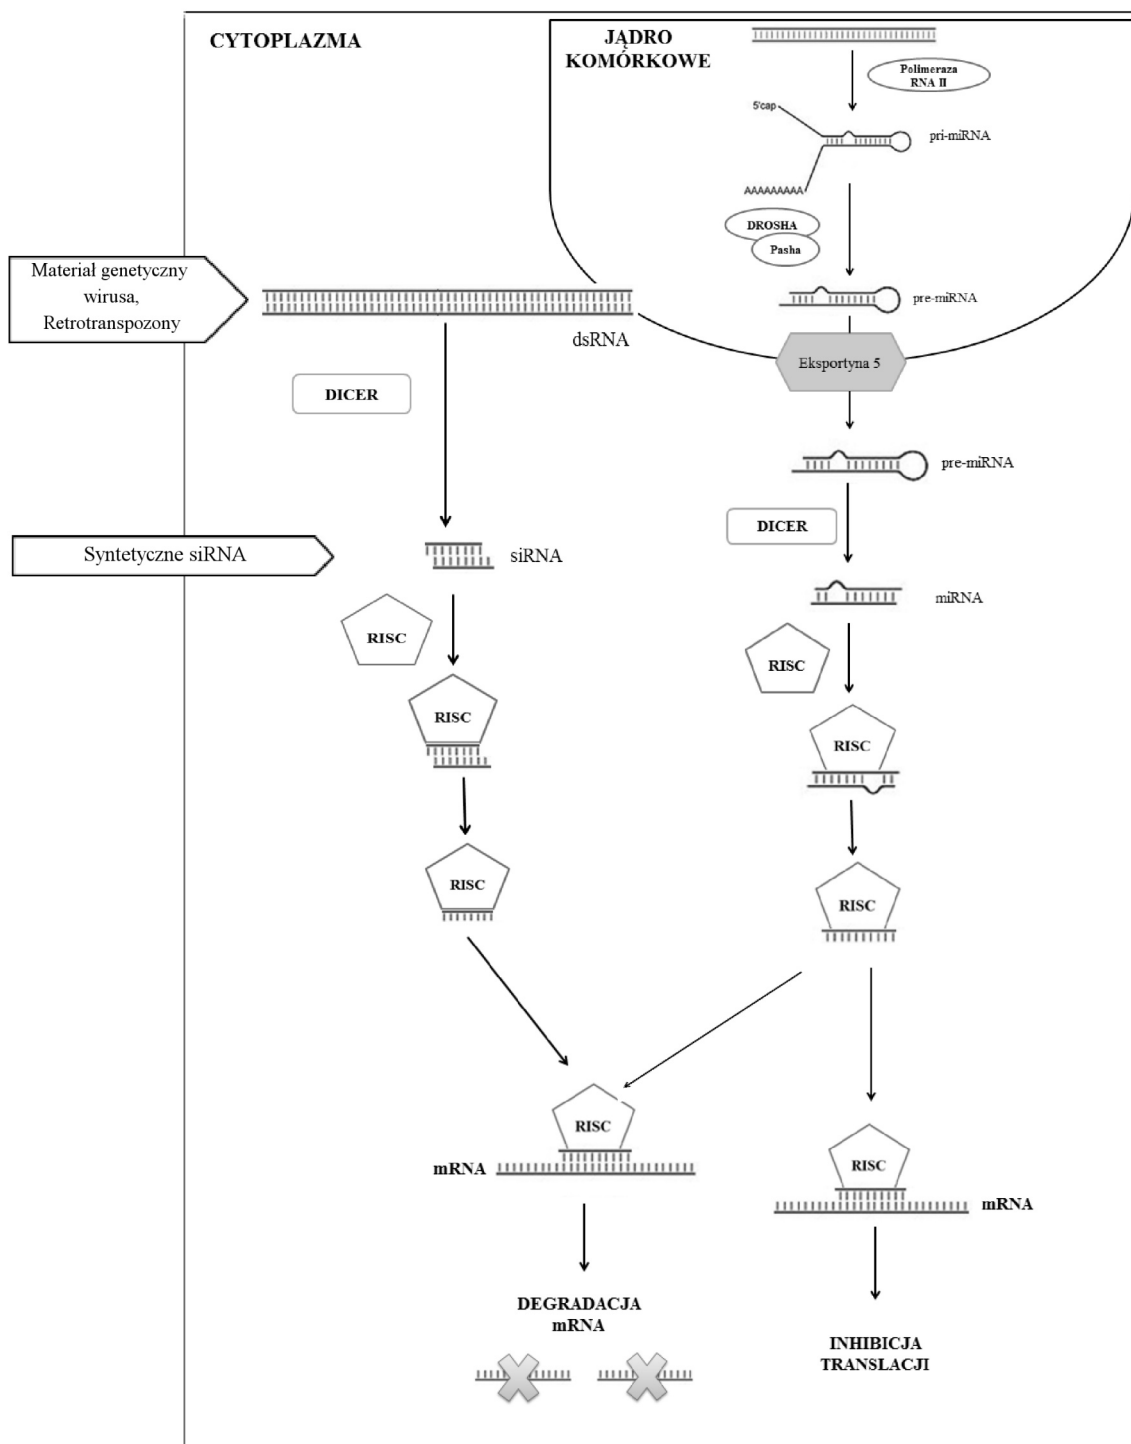 CYTOPLAZMA
JĄDRO
KOMÓRKOWE
Polimeraza
RNA II
5'cap
pri-miRNA
AAAAAAAAA
DROSHA
Pasha
Materiał genetyczny
wirusa,
Retrotranspozony
pre-miRNA
dsRNA
Eksportyna 5
DICER
pre-miRNA
DICER
Syntetyczne siRNA
siRNA
miRNA
RISC
RISC
RISC
RISC
RISC
RISC
RISC
mRNA
RISC
mRNA
DEGRADACJA
mRNA
INHIBICJA
TRANSLACJI